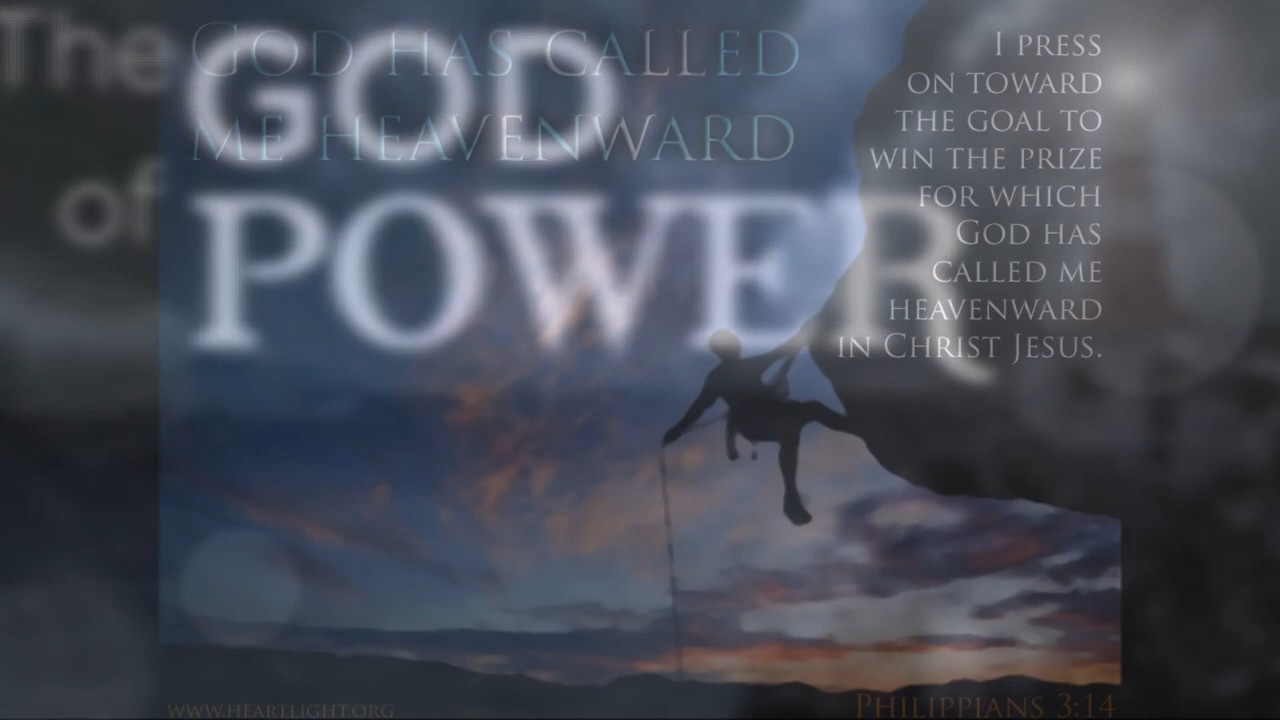 The GOD
of POWER
GOD HAS CALLED
ME HEAVENWARD
I PRESS
ON TOWARD
THE GOAL TO
WIN THE PRIZE
FOR WHICH
GOD HAS
CALLED ME
HEAVENWARD
IN CHRIST JESUS.
WWW.HEARTLIGHT.ORG
PHILIPPIANS 3:14